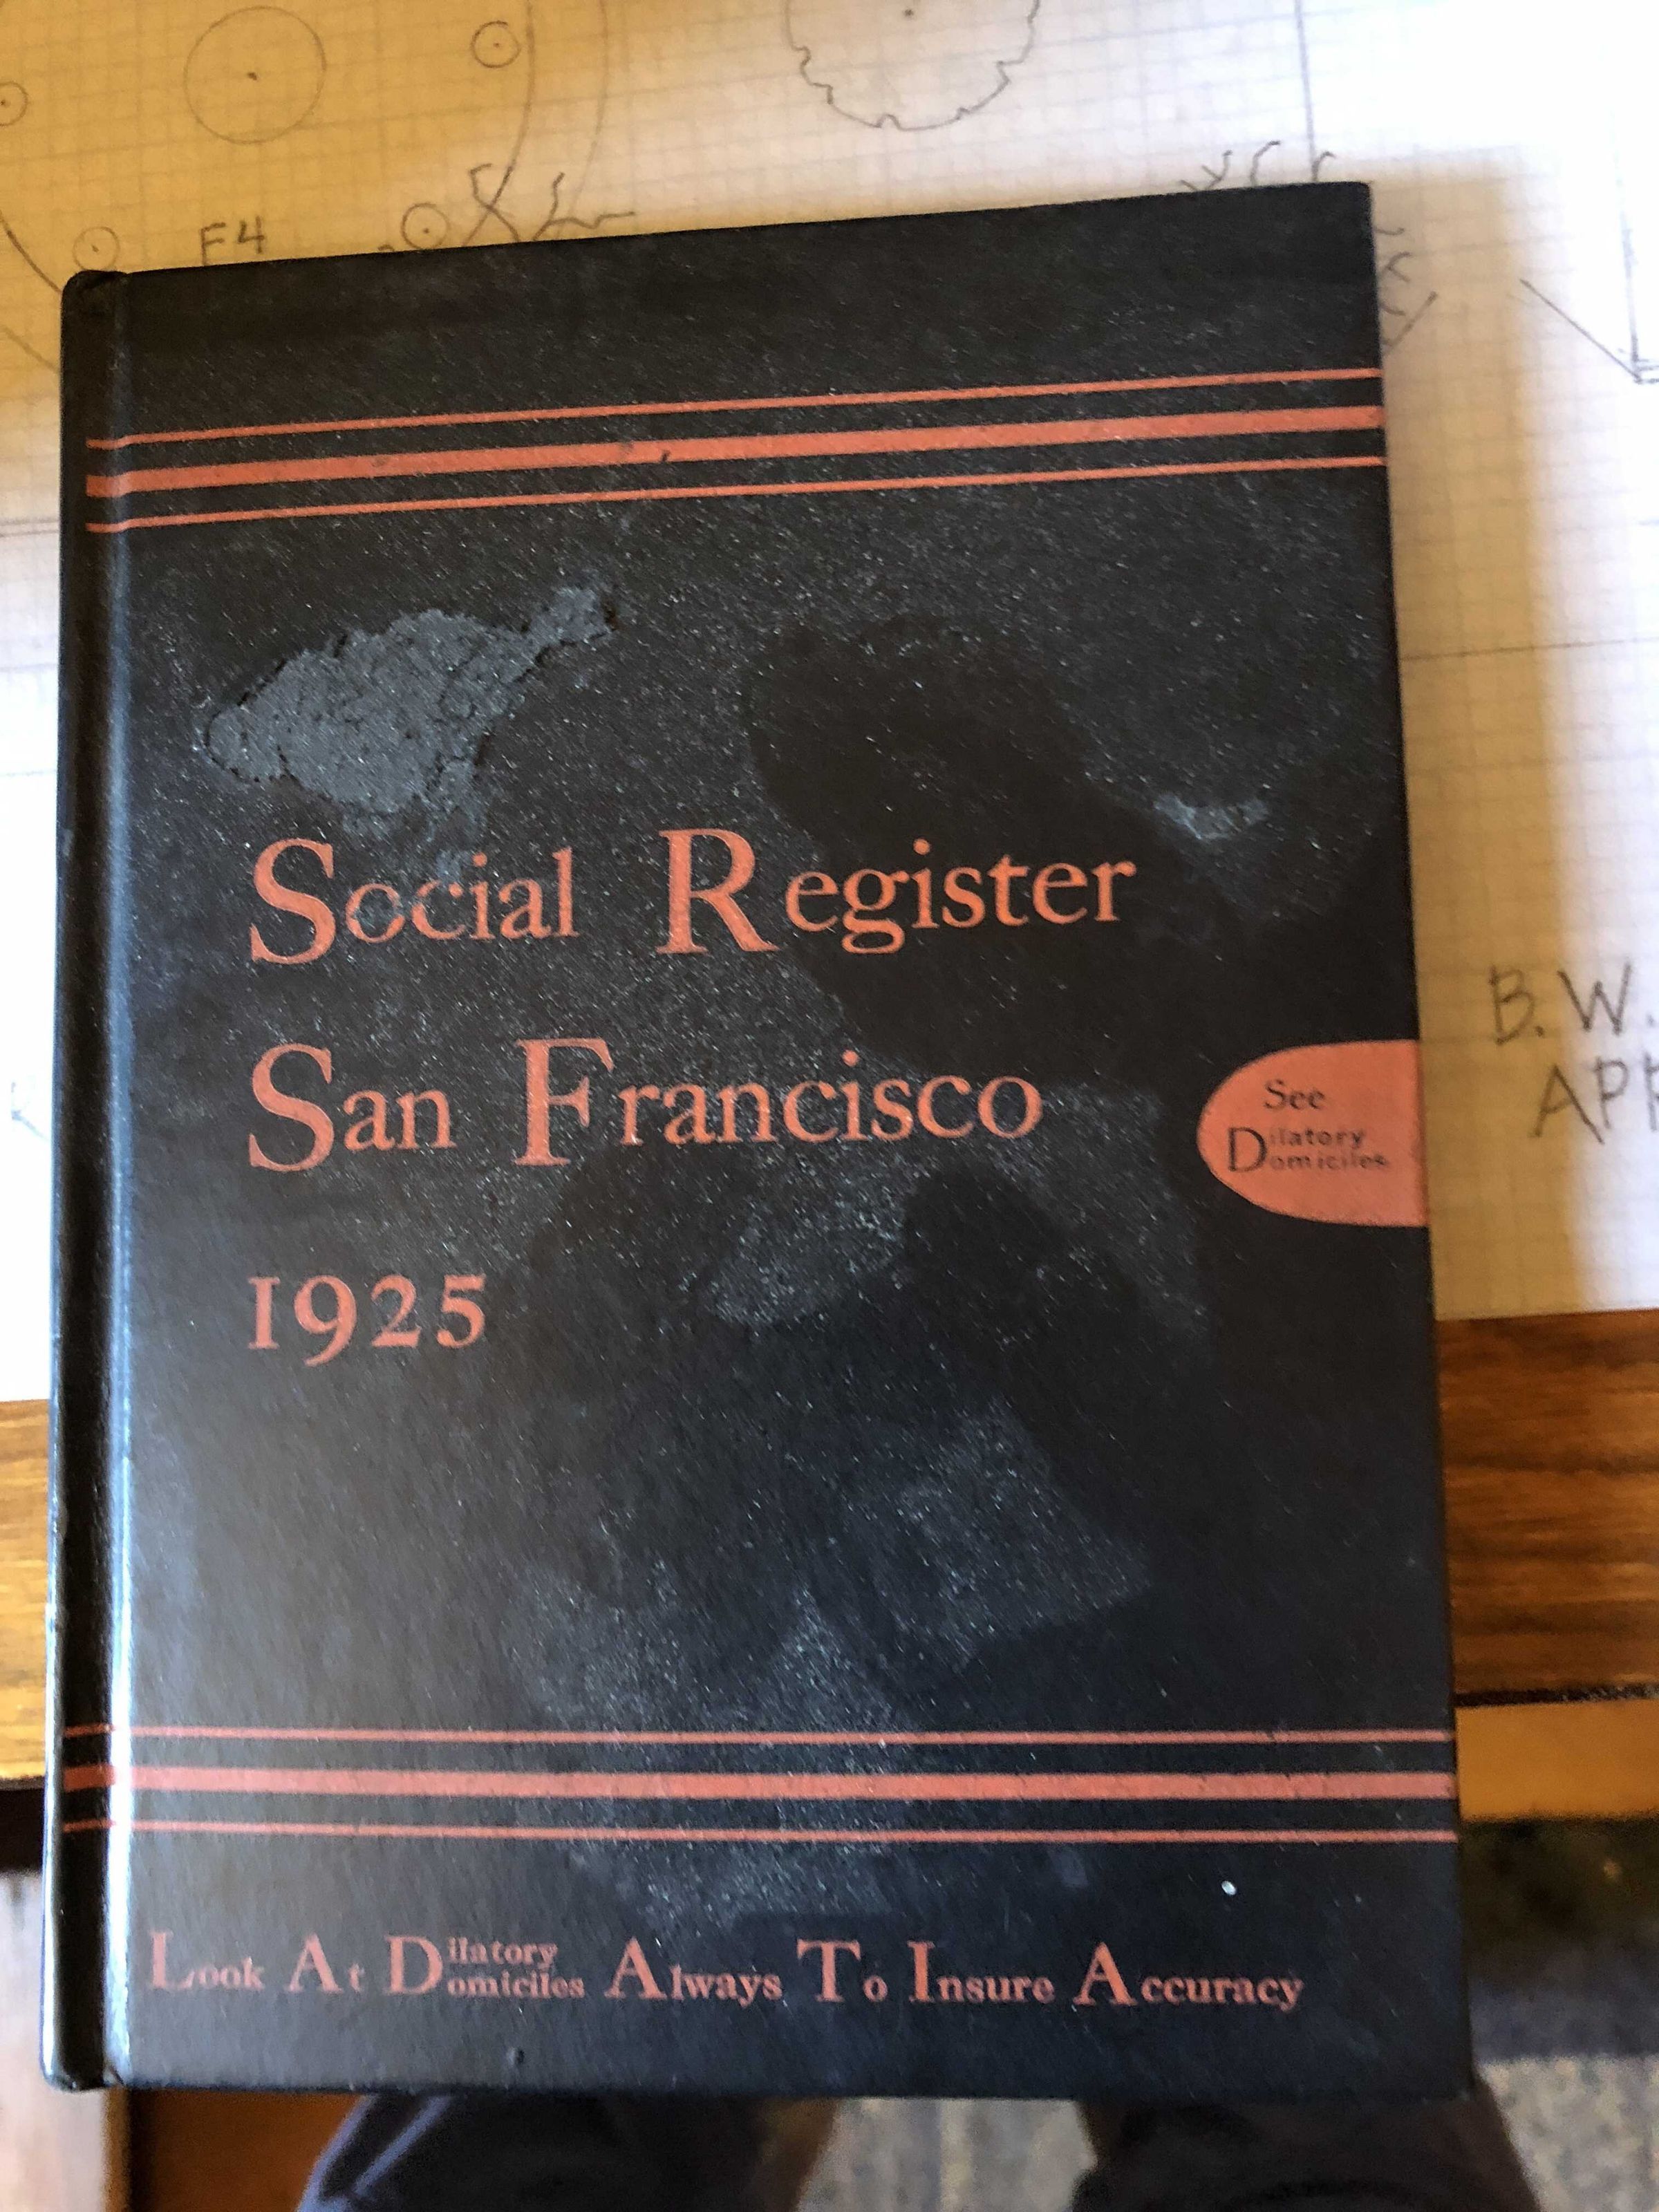 F4
Social Register
San Francisco
See
Dilatory
Domiciles
B.W.
1925
Look At Dilatory Domiciles Always To Insure Accuracy